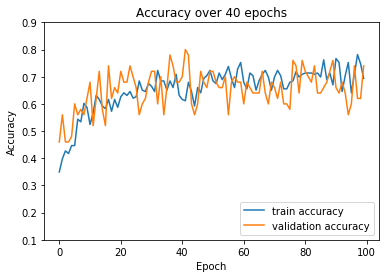 Accuracy over 40 epochs
0.9
0.8
0.7
0.6
0.5
0.4
0.3
0.2
0.1
Accuracy
0 20 40 60 80 100
Epoch
train accuracy
validation accuracy